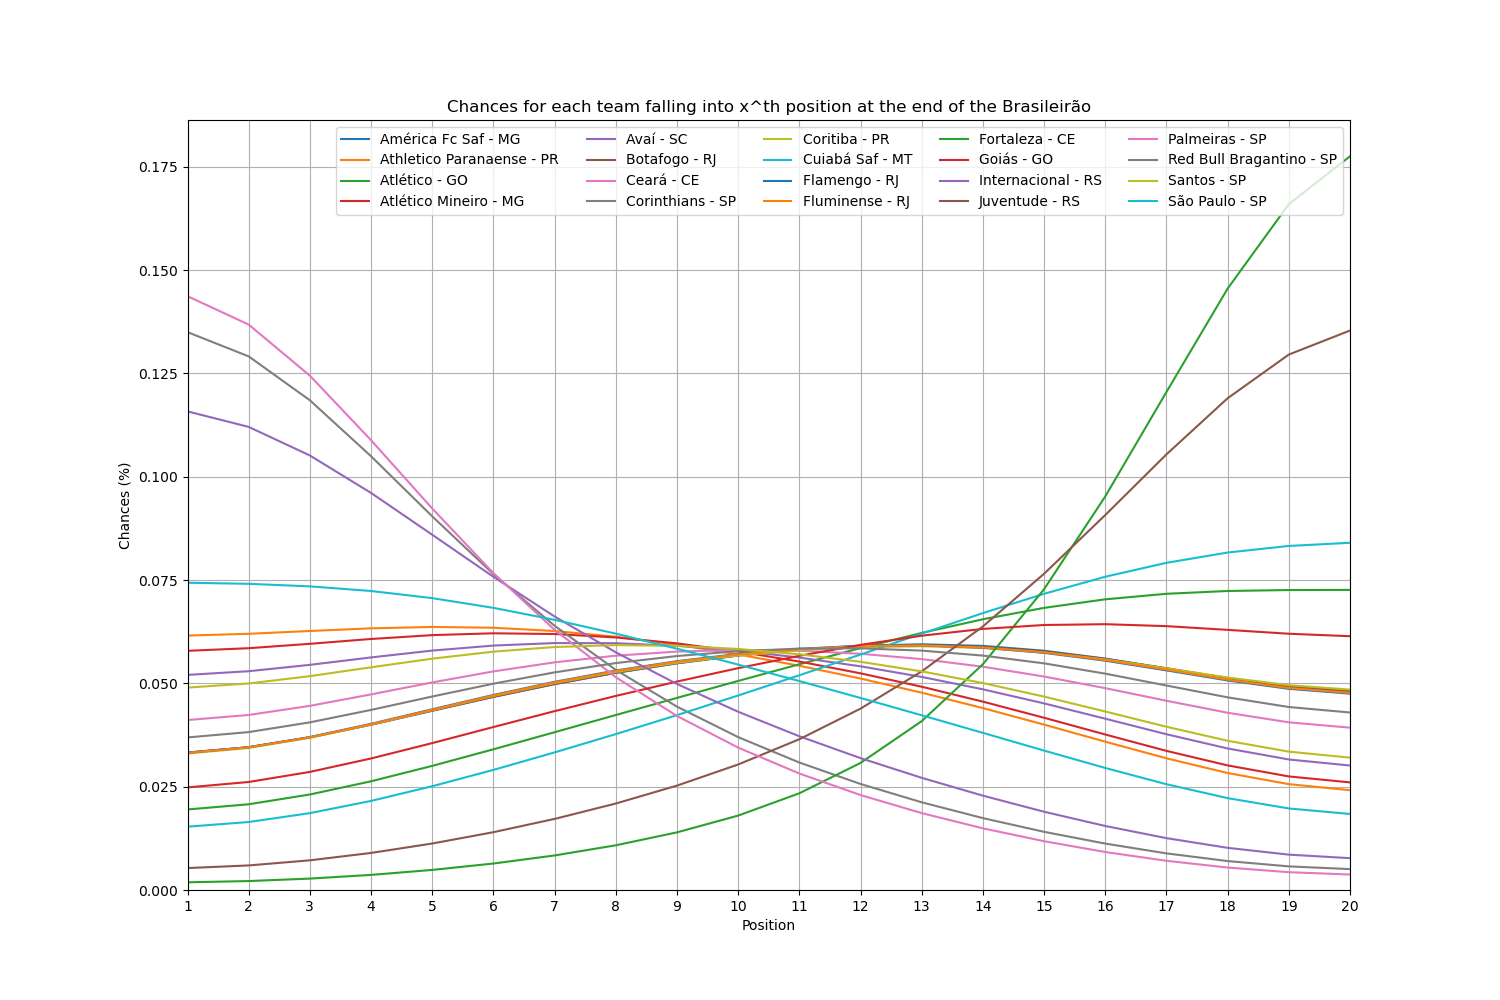 Chances for each team falling into x^th position at the end of the Brasileirão
América Fc Saf - MG
Athletico Paranaense - PR
Atlético - GO
Atlético Mineiro - MG
Avaí - SC
Botafogo - RJ
Ceará - CE
Corinthians - SP
Coritiba - PR
Cuiabá Saf - MT
Flamengo - RJ
Fluminense - RJ
Fortaleza - CE
Goiás - GO
Internacional - RS
Juventude - RS
Palmeiras - SP
Red Bull Bragantino - SP
Santos - SP
São Paulo - SP
Chances (%)
0.175
0.150
0.125
0.100
0.075
0.050
0.025
0.000
1 2 3 4 5 6 7 8 9 10 11 12 13 14 15 16 17 18 19 20
Position